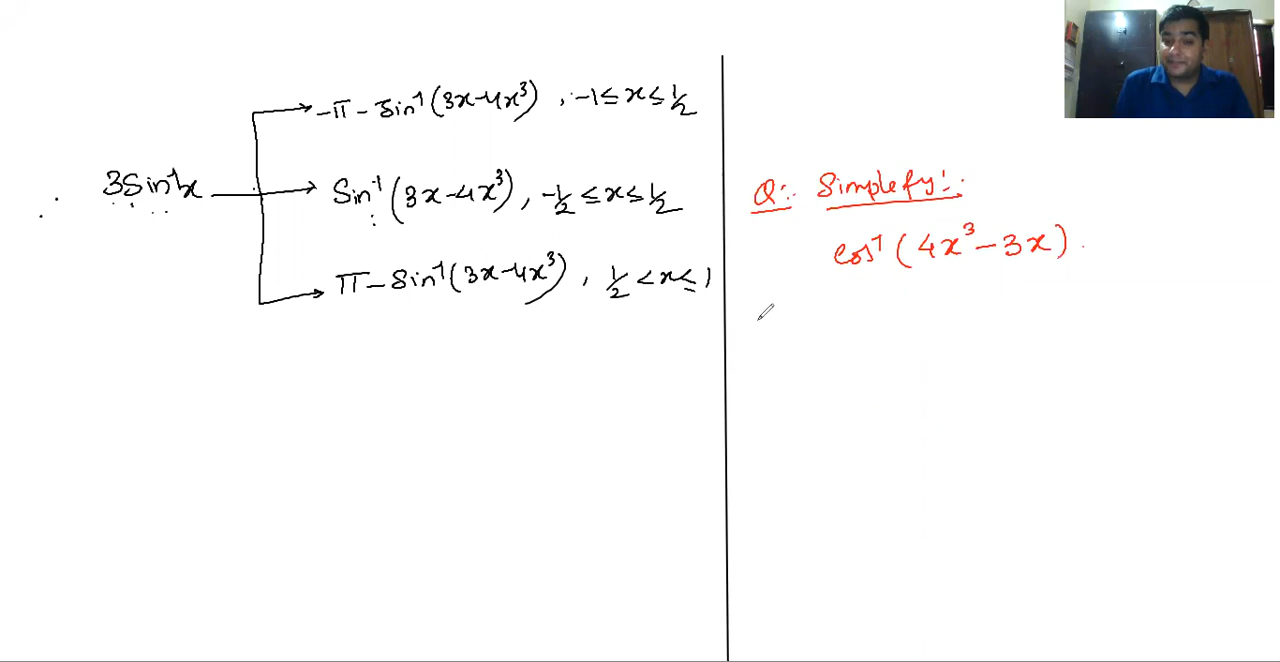 -π - Sin⁻¹(3x-4x³) , -1 ≤ x ≤ 1/2
3Sin⁻¹x
Sin⁻¹(3x-4x³) , -1/2 ≤ x ≤ 1/2
π - Sin⁻¹(3x-4x³) , 1/2 < x ≤ 1
Q:- Simplefy:-
cos⁻¹(4x³-3x).